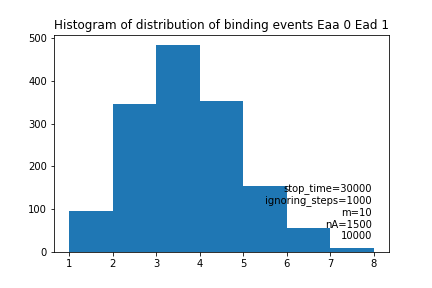 Histogram of distribution of binding events Eaa 0 Ead 1
500
400
300
200
100
0
stop_time=30000
ignoring_steps=1000
m=10
nA=1500
10000
1 2 3 4 5 6 7 8